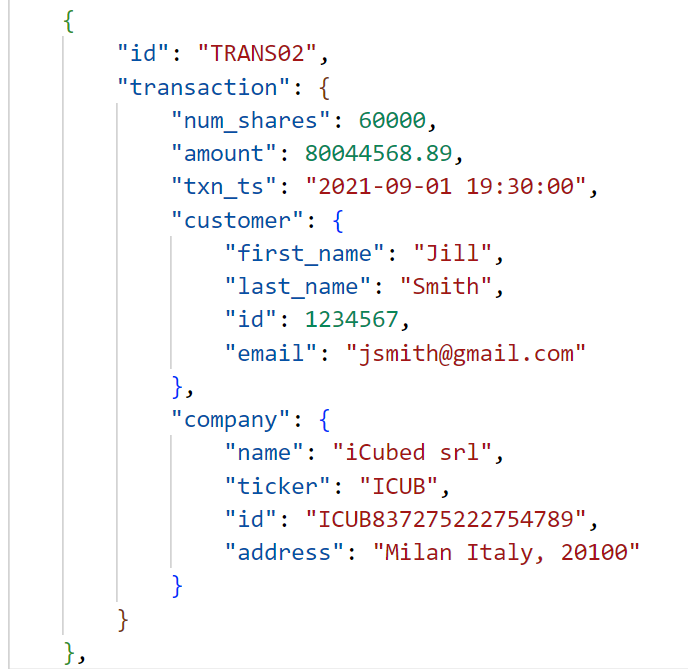 {
"id": "TRANS02",
"transaction": {
"num_shares": 60000,
"amount": 80044568.89,
"txn_ts": "2021-09-01 19:30:00",
"customer": {
"first_name": "Jill",
"last_name": "Smith",
"id": 1234567,
"email": "jsmith@gmail.com"
},
"company": {
"name": "iCubed srl",
"ticker": "ICUB",
"id": "ICUB837275222754789",
"address": "Milan Italy, 20100"
}
}
},